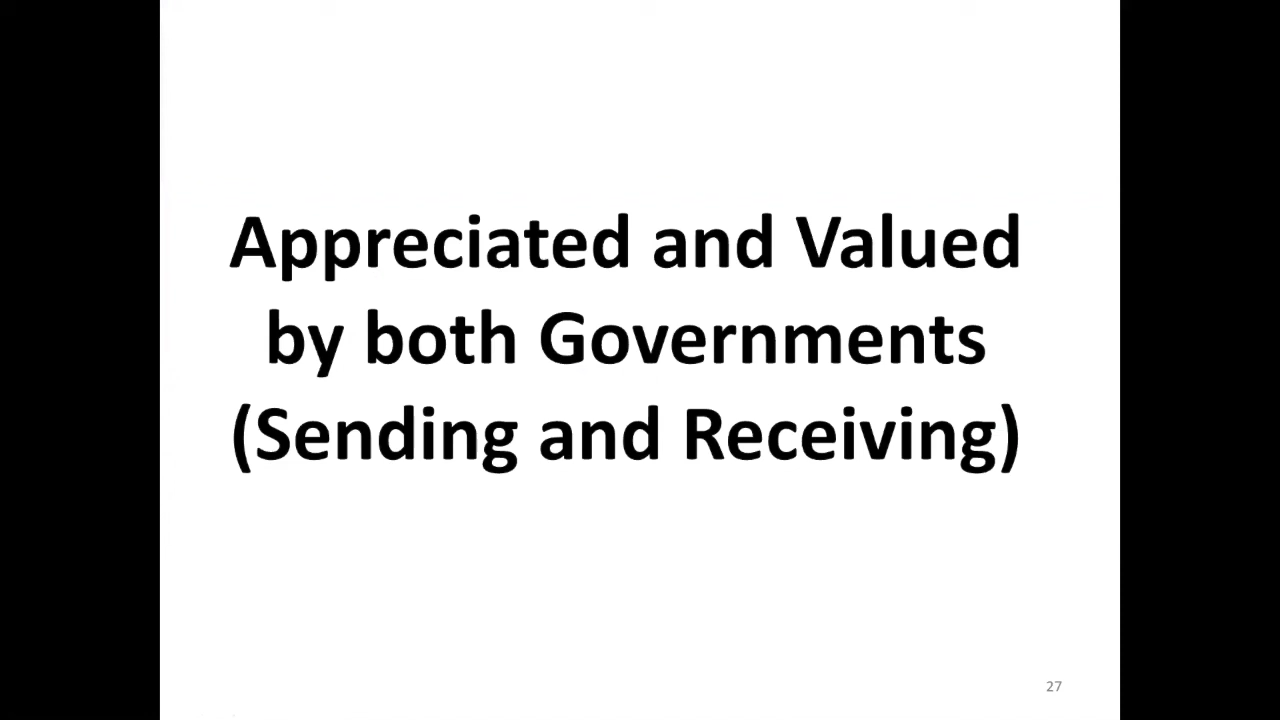 Appreciated and Valued
by both Governments
(Sending and Receiving)
27